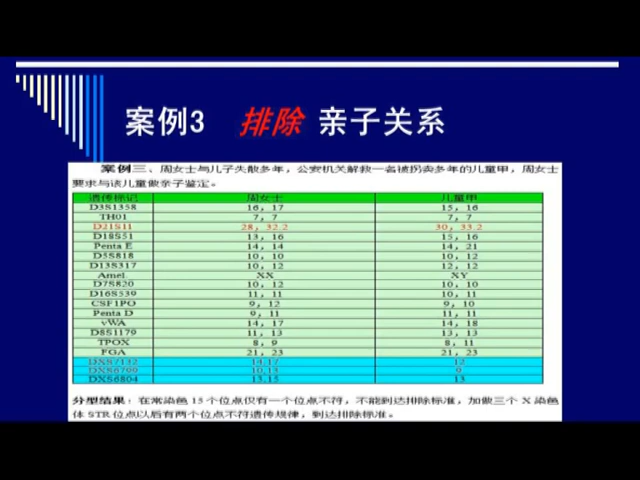 案例3 排除 亲子关系
案例三、周女士与儿子失散多年，公安机关解救一名被拐卖多年的儿童甲，周女士
要求与该儿童做亲子鉴定。
遗传标记 周女士 儿童甲
D3S1358 16，17 15，16
TH01 7，7 7，7
D21S11 28，32.2 30，33.2
D18S51 13，16 15，16
Penta E 14，14 14，21
D5S818 10，10 10，12
D13S317 10，12 12，12
Amel. XX XY
D7S820 10，12 10，10
D16S539 11，11 10，11
CSF1PO 9，12 9，10
Penta D 9，11 11，11
vWA 14，17 14，18
D8S1179 11，13 13，13
TPOX 8，9 8，11
FGA 21，23 21，23
DXS7132 14,17 12
DXS6799 10,13 9
DXS6804 13,15 13
分型结果：在常染色15个位点仅有一个位点不符，不能到达排除标准，加做三个X染色
体STR位点以后有两个位点不符遗传规律，到达排除标准。